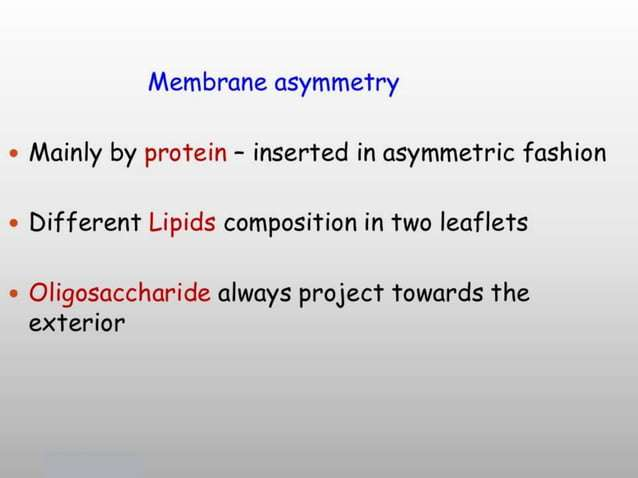 Membrane asymmetry
• Mainly by protein – inserted in asymmetric fashion
• Different Lipids composition in two leaflets
• Oligosaccharide always project towards the
exterior